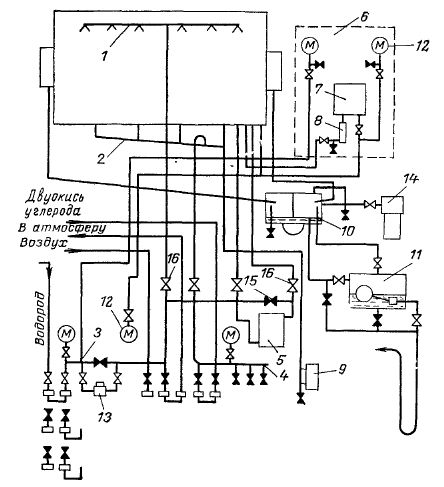 6
М
М
12
1
7
8
2
14
Двуокись
углерода
В атмосферу
Воздух
10
16
16
11
Водород
15
12
М
М
М
3
5
4
9
13